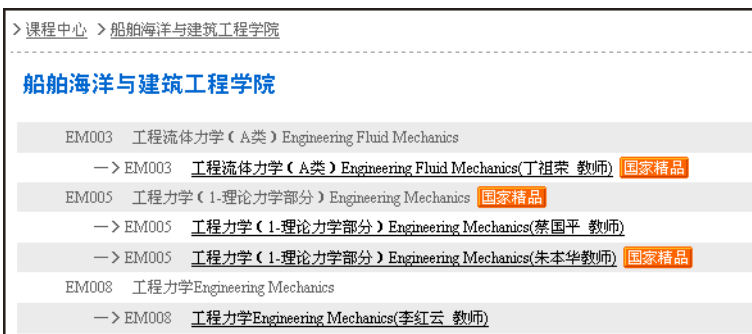 > 课程中心 > 船舶海洋与建筑工程学院
船舶海洋与建筑工程学院
EM003 工程流体力学（A类）Engineering Fluid Mechanics
—> EM003 工程流体力学（A类）Engineering Fluid Mechanics(丁祖荣 教师) 国家精品
EM005 工程力学（1-理论力学部分）Engineering Mechanics 国家精品
—> EM005 工程力学（1-理论力学部分）Engineering Mechanics(蔡国平 教师)
—> EM005 工程力学（1-理论力学部分）Engineering Mechanics(朱本华教师) 国家精品
EM008 工程力学Engineering Mechanics
—> EM008 工程力学Engineering Mechanics(李红云 教师)